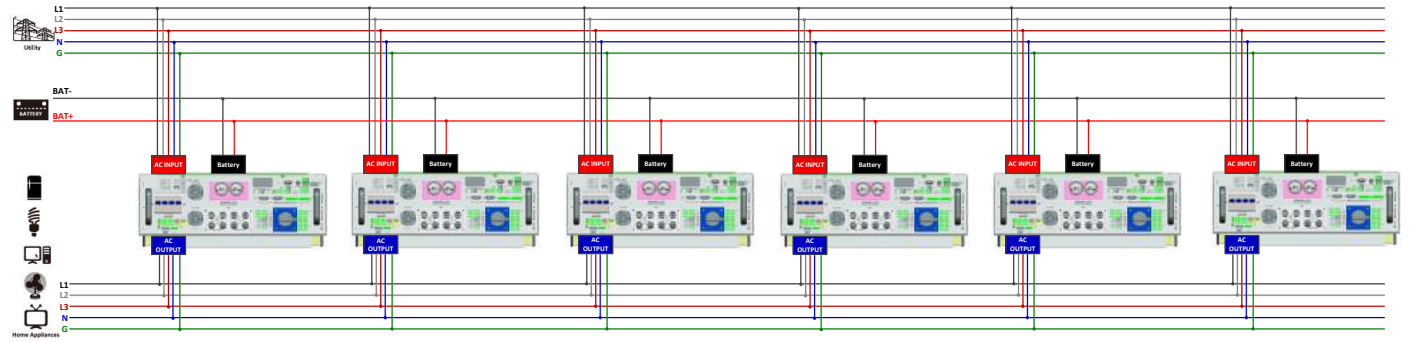 L1
L2
L3
N
G
Utility
BAT-
BATTERY
BAT+
AC INPUT
Battery
AC INPUT
Battery
AC INPUT
Battery
AC INPUT
Battery
AC INPUT
Battery
AC INPUT
Battery
AC
OUTPUT
AC
OUTPUT
AC
OUTPUT
AC
OUTPUT
AC
OUTPUT
AC
OUTPUT
L1
L2
L3
N
G
Home Appliances